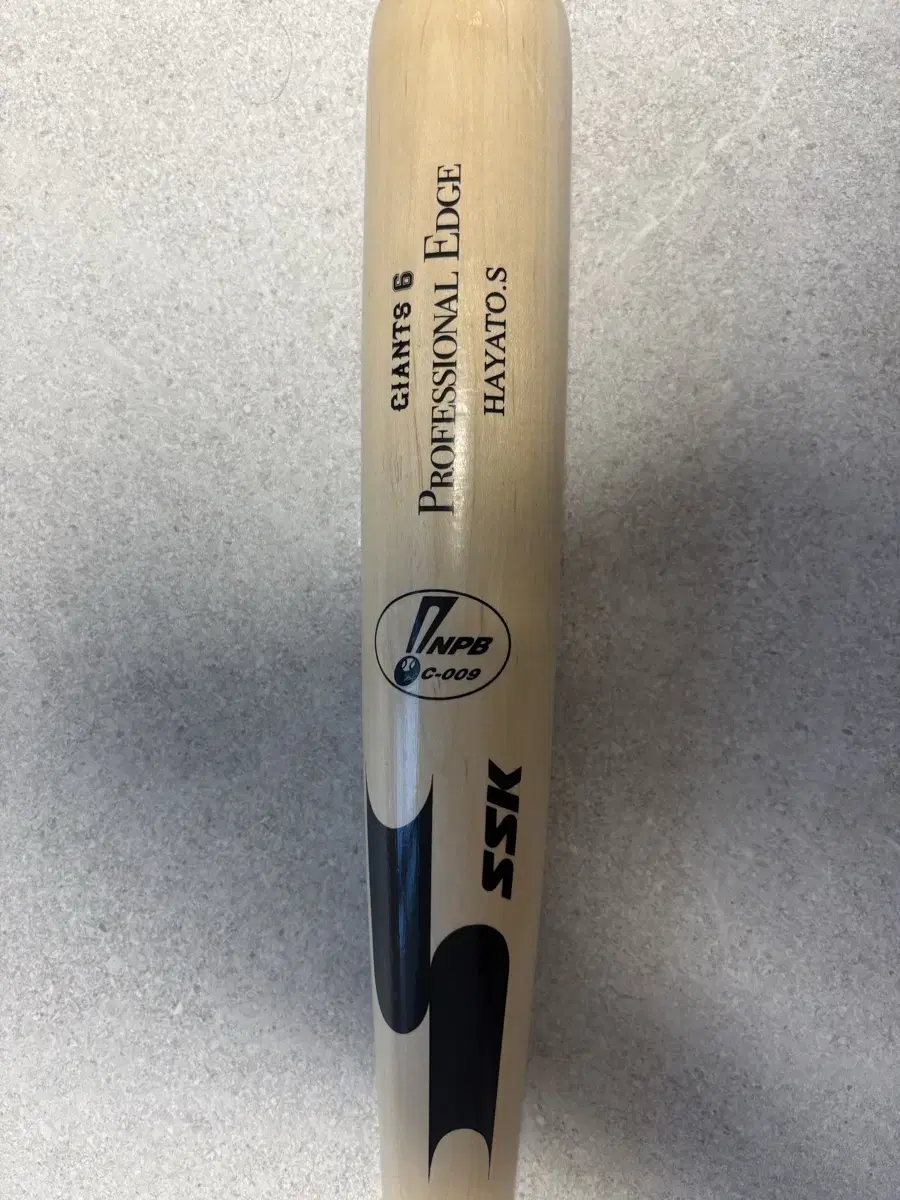 GIANTS 6
PROFESSIONAL EDGE
HAYATO.S
NPB
C-009
SSK